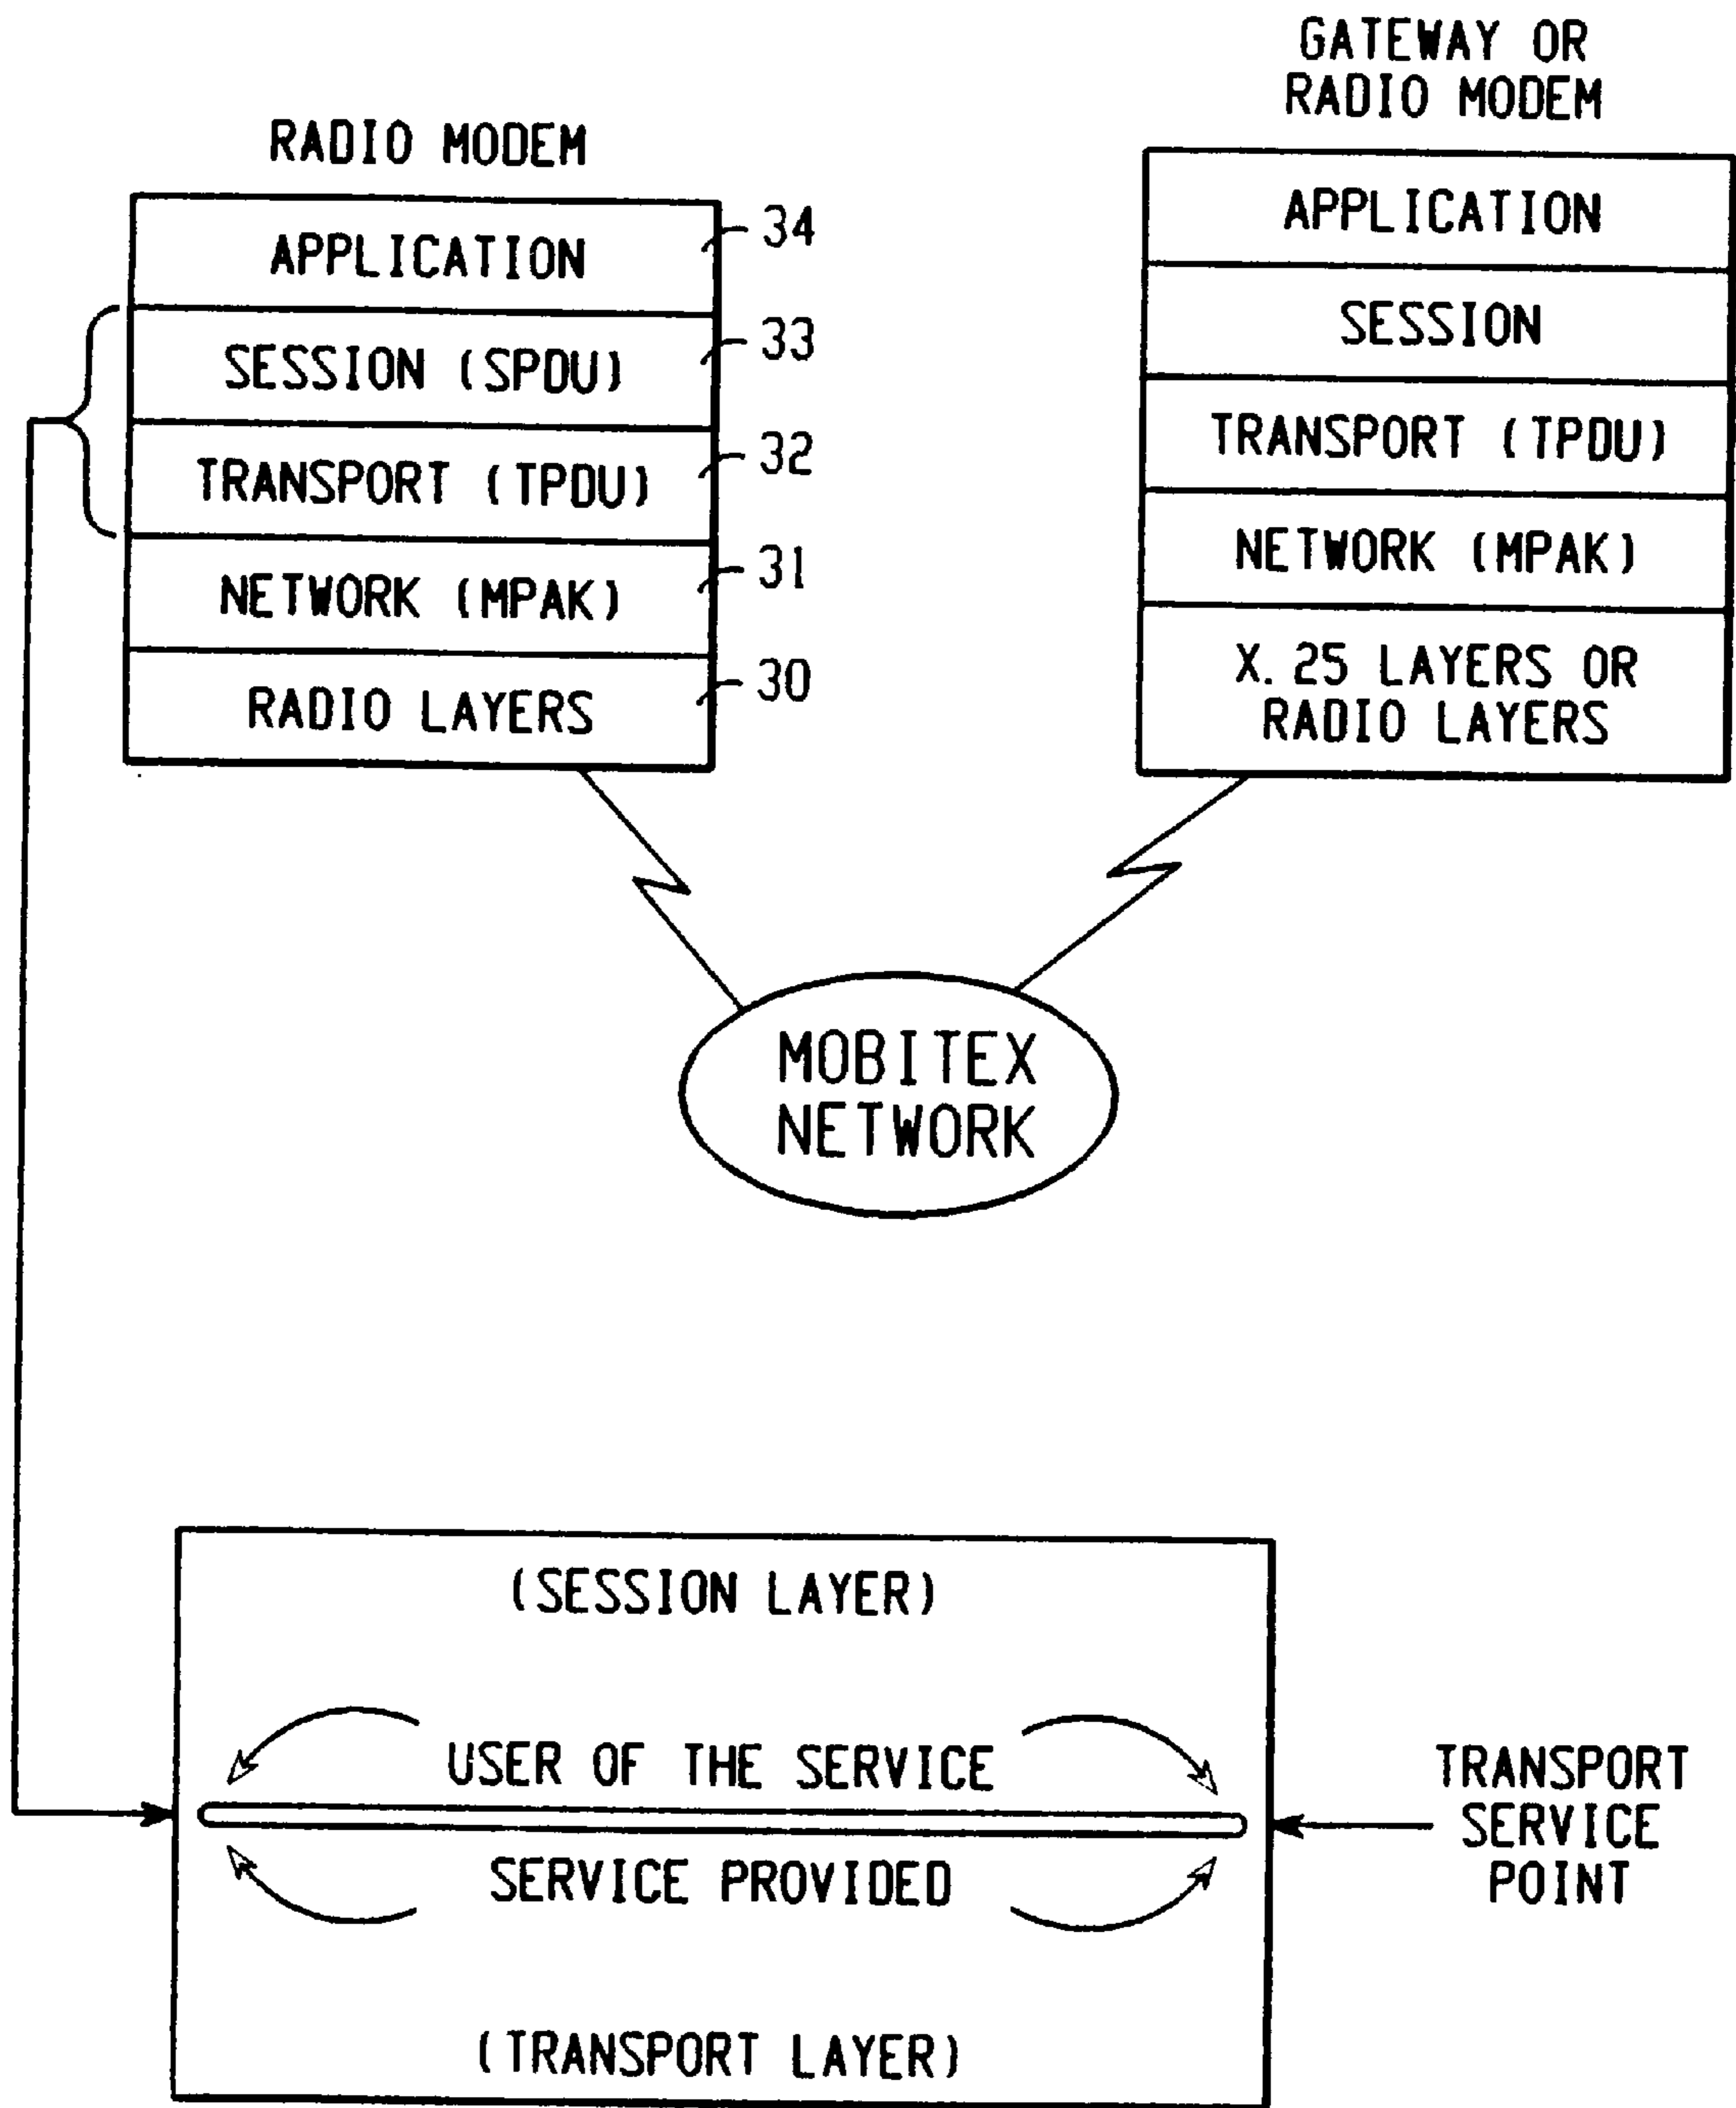 GATEWAY OR
RADIO MODEM
RADIO MODEM
APPLICATION
34
SESSION (SPDU)
33
TRANSPORT (TPDU)
32
NETWORK (MPAK)
31
RADIO LAYERS
30
APPLICATION
SESSION
TRANSPORT (TPDU)
NETWORK (MPAK)
X.25 LAYERS OR
RADIO LAYERS
MOBITEX
NETWORK
(SESSION LAYER)
USER OF THE SERVICE
SERVICE PROVIDED
(TRANSPORT LAYER)
TRANSPORT
SERVICE
POINT